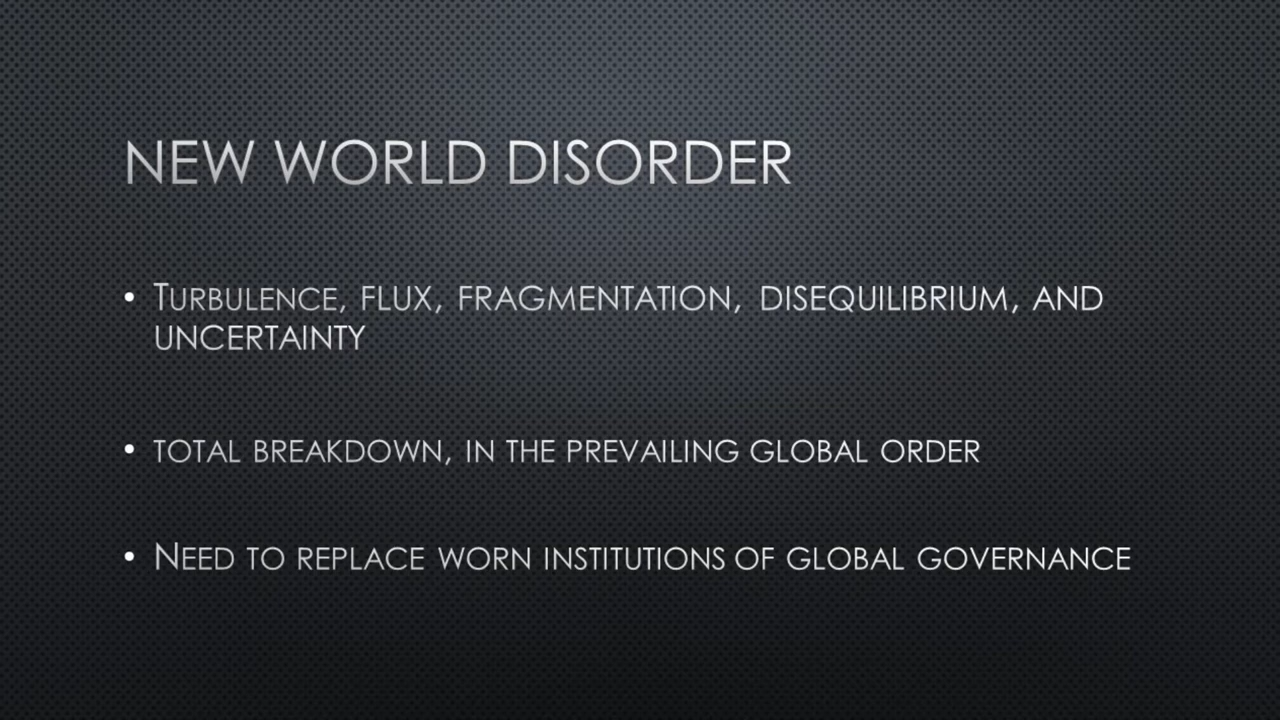 NEW WORLD DISORDER
• TURBULENCE, FLUX, FRAGMENTATION, DISEQUILIBRIUM, AND
UNCERTAINTY
• TOTAL BREAKDOWN, IN THE PREVAILING GLOBAL ORDER
• NEED TO REPLACE WORN INSTITUTIONS OF GLOBAL GOVERNANCE